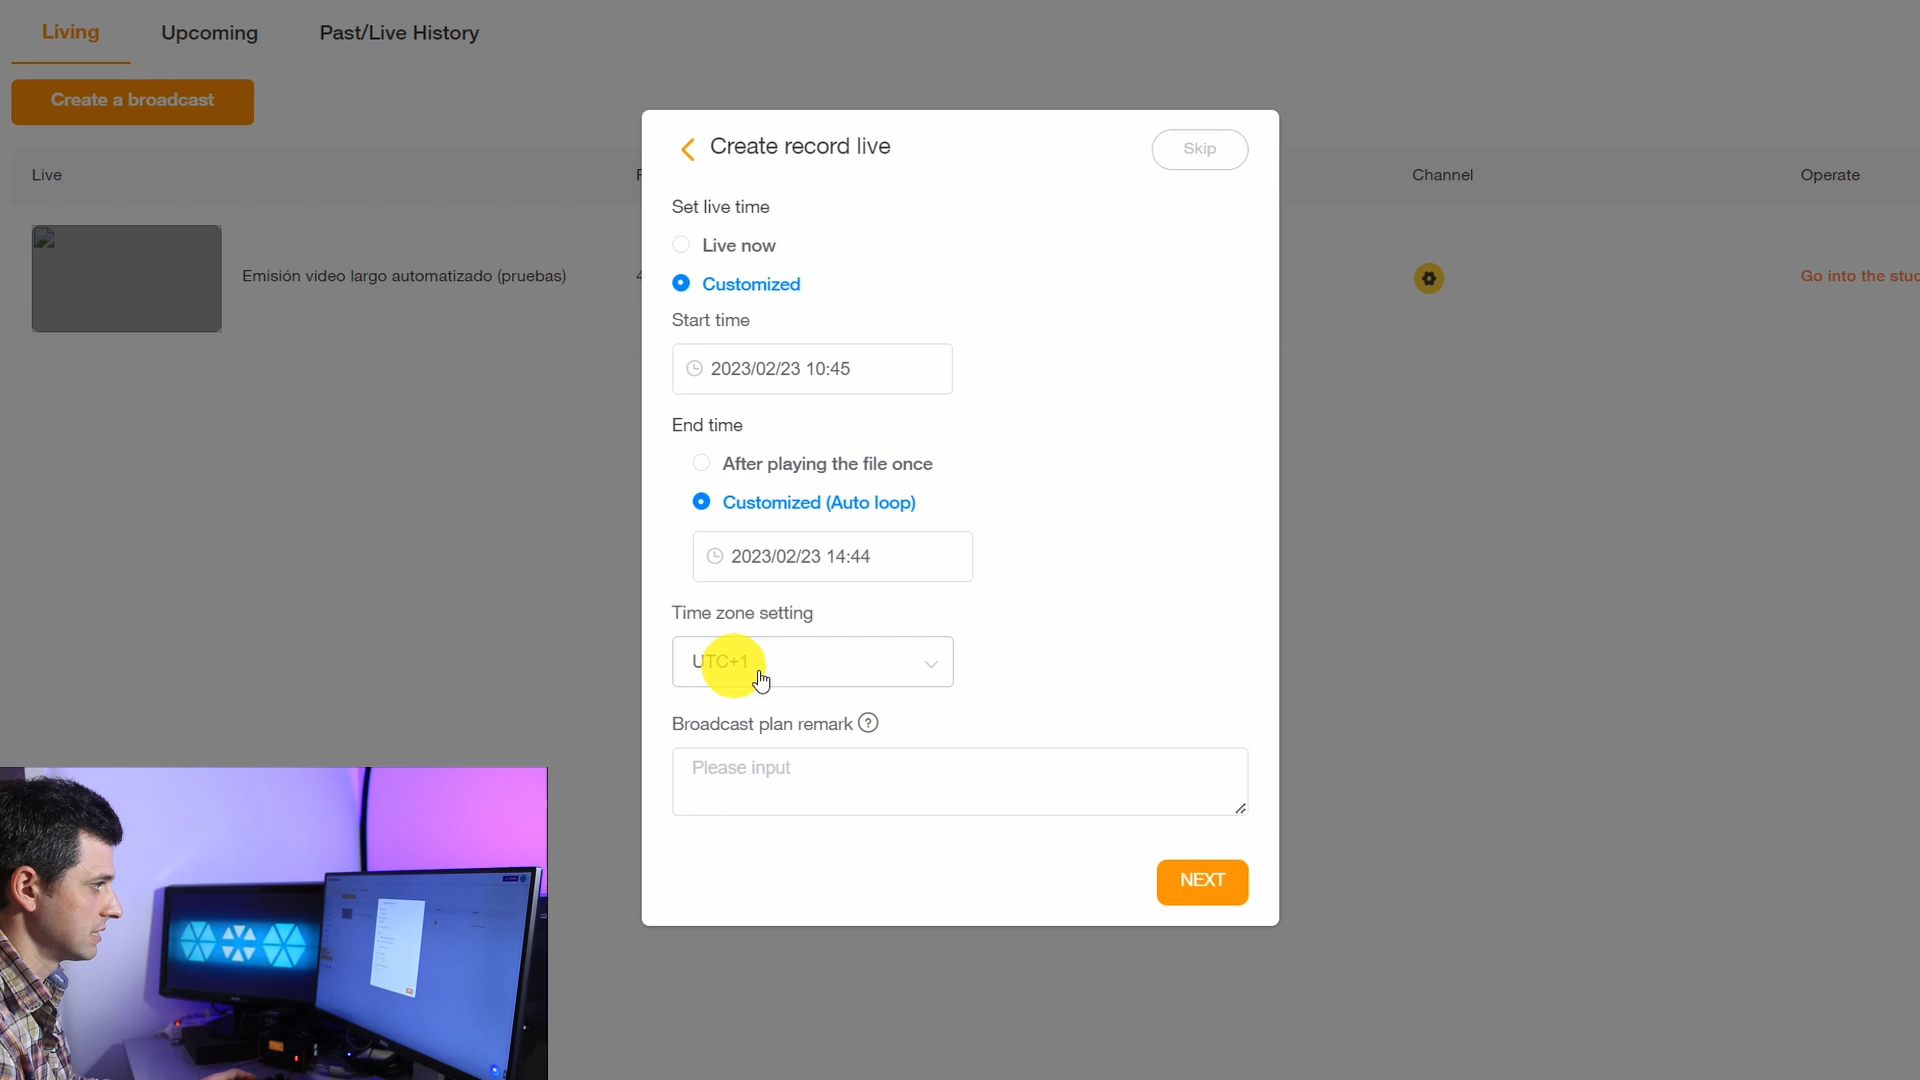 Living
Upcoming
Past/Live History
Create a broadcast
Live
Channel
Operate
Emisión video largo automatizado (pruebas)
Go into the
Create record live
Skip
Set live time
Live now
Customized
Start time
2023/02/23 10:45
End time
After playing the file once
Customized (Auto loop)
2023/02/23 14:44
Time zone setting
UTC+1
Broadcast plan remark ?
Please input
NEXT